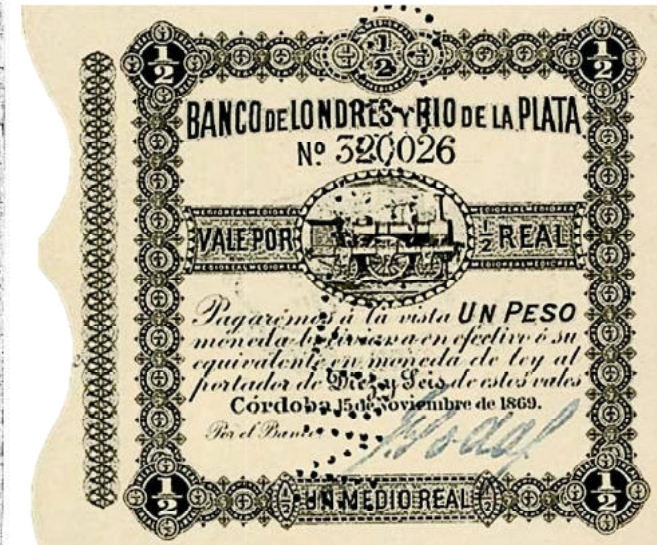 1/2 1/2 1/2
BANCO DE LONDRES Y RIO DE LA PLATA
Nº 320026
VALE POR 1/2 REAL
Pagarémos á la vista UN PESO
moneda boliviana en efectivo ó su
equivalente en moneda de ley al
portador de Diez y Seis de estos vales
Córdoba, 15 de Noviembre de 1869.
Por el Banco
1/2 UN MEDIO REAL 1/2